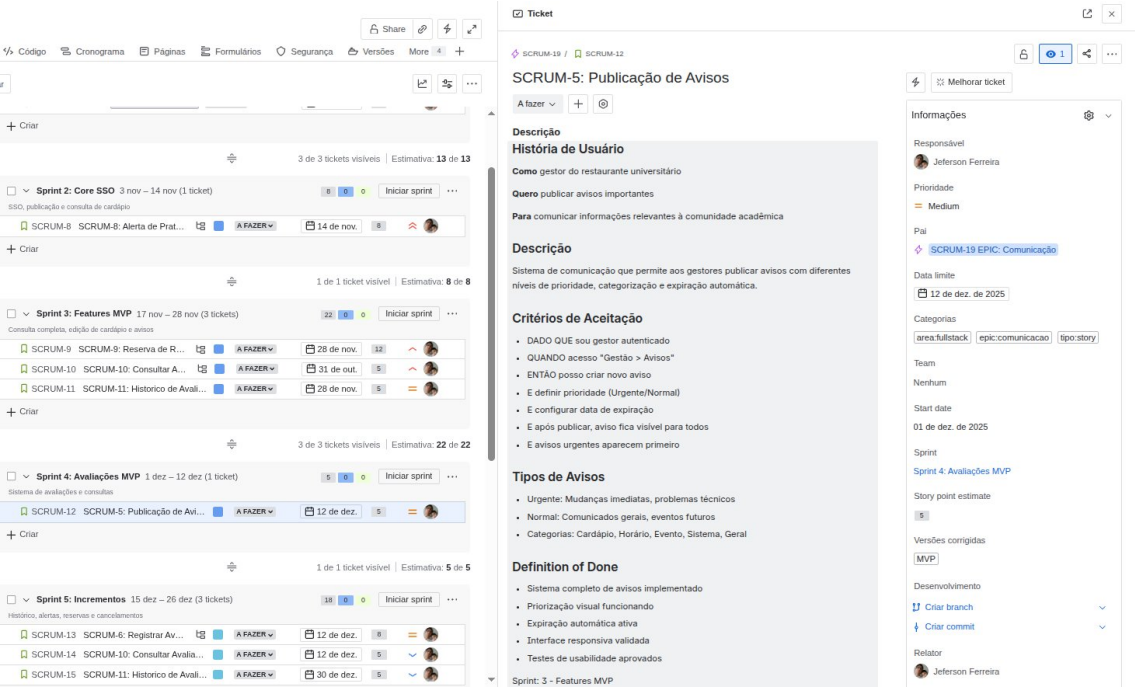 Share
Código
Cronograma
Páginas
Formulários
Segurança
Versões
More 4
Criar
3 de 3 tickets visíveis Estimativa: 13 de 13
Sprint 2: Core SSO 3 nov – 14 nov (1 ticket) 8 0 0 Iniciar sprint
SSO, publicação e consulta de cardápio
SCRUM-8 SCRUM-8: Alerta de Prat... A FAZER 14 de nov. 8
Criar
1 de 1 ticket visível Estimativa: 8 de 8
Sprint 3: Features MVP 17 nov – 28 nov (3 tickets) 22 0 0 Iniciar sprint
Consulta completa, edição de cardápio e avisos
SCRUM-9 SCRUM-9: Reserva de R... A FAZER 28 de nov. 12
SCRUM-10 SCRUM-10: Consultar A... A FAZER 31 de out. 5
SCRUM-11 SCRUM-11: Historico de Avali... A FAZER 28 de nov. 5
Criar
3 de 3 tickets visíveis Estimativa: 22 de 22
Sprint 4: Avaliações MVP 1 dez – 12 dez (1 ticket) 5 0 0 Iniciar sprint
Sistema de avaliações e consultas
SCRUM-12 SCRUM-5: Publicação de Avi... A FAZER 12 de dez. 5
Criar
1 de 1 ticket visível Estimativa: 5 de 5
Sprint 5: Incrementos 15 dez – 26 dez (3 tickets) 18 0 0 Iniciar sprint
Histórico, alertas, reservas e cancelamentos
SCRUM-13 SCRUM-6: Registrar Av... A FAZER 12 de dez. 8
SCRUM-14 SCRUM-10: Consultar Avalia... A FAZER 12 de dez. 5
SCRUM-15 SCRUM-11: Historico de Avali... A FAZER 30 de dez. 5
Ticket
SCRUM-19 / SCRUM-12
1
SCRUM-5: Publicação de Avisos
A fazer
Descrição
História de Usuário
Como gestor do restaurante universitário
Quero publicar avisos importantes
Para comunicar informações relevantes à comunidade acadêmica
Descrição
Sistema de comunicação que permite aos gestores publicar avisos com diferentes
níveis de prioridade, categorização e expiração automática.
Critérios de Aceitação
DADO QUE sou gestor autenticado
QUANDO acesso "Gestão > Avisos"
ENTÃO posso criar novo aviso
E definir prioridade (Urgente/Normal)
E configurar data de expiração
E após publicar, aviso fica visível para todos
E avisos urgentes aparecem primeiro
Tipos de Avisos
Urgente: Mudanças imediatas, problemas técnicos
Normal: Comunicados gerais, eventos futuros
Categorias: Cardápio, Horário, Evento, Sistema, Geral
Definition of Done
Sistema completo de avisos implementado
Priorização visual funcionando
Expiração automática ativa
Interface responsiva validada
Testes de usabilidade aprovados
Sprint: 3 - Features MVP
Melhorar ticket
Informações
Responsável
Jeferson Ferreira
Prioridade
Medium
Pai
SCRUM-19 EPIC: Comunicação
Data limite
12 de dez. de 2025
Categorias
area:fullstack epic:comunicacao tipo:story
Team
Nenhum
Start date
01 de dez. de 2025
Sprint
Sprint 4: Avaliações MVP
Story point estimate
5
Versões corrigidas
MVP
Desenvolvimento
Criar branch
Criar commit
Relator
Jeferson Ferreira